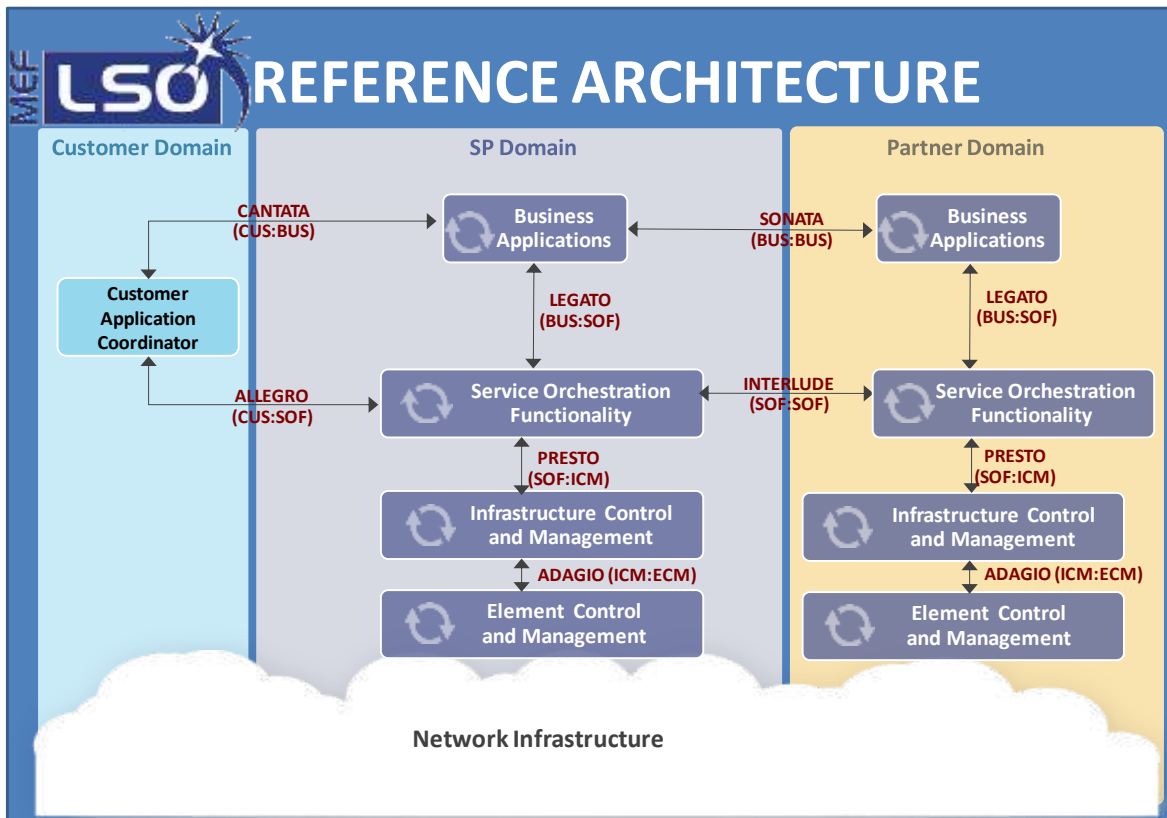 MEF
LSO
REFERENCE ARCHITECTURE
Customer Domain
SP Domain
Partner Domain
CANTATA
(CUS:BUS)
Business
Applications
SONATA
(BUS:BUS)
Business
Applications
Customer
Application
Coordinator
LEGATO
(BUS:SOF)
LEGATO
(BUS:SOF)
ALLEGRO
(CUS:SOF)
Service Orchestration
Functionality
INTERLUDE
(SOF:SOF)
Service Orchestration
Functionality
PRESTO
(SOF:ICM)
PRESTO
(SOF:ICM)
Infrastructure Control
and Management
Infrastructure Control
and Management
ADAGIO (ICM:ECM)
ADAGIO (ICM:ECM)
Element Control
and Management
Element Control
and Management
Network Infrastructure